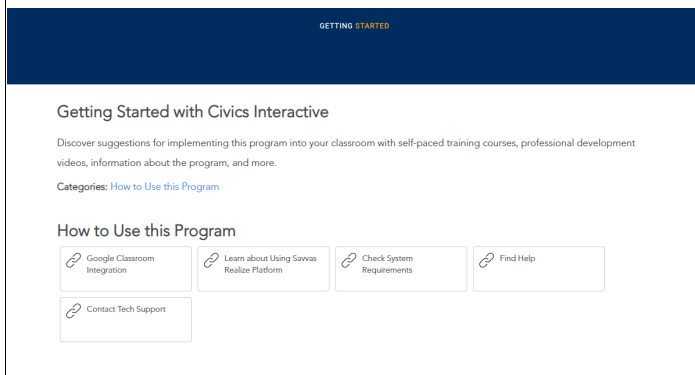 GETTING STARTED
Getting Started with Civics Interactive
Discover suggestions for implementing this program into your classroom with self-paced training courses, professional development
videos, information about the program, and more.
Categories: How to Use this Program
How to Use this Program
Google Classroom
Integration
Learn about Using Savvas
Realize Platform
Check System
Requirements
Find Help
Contact Tech Support